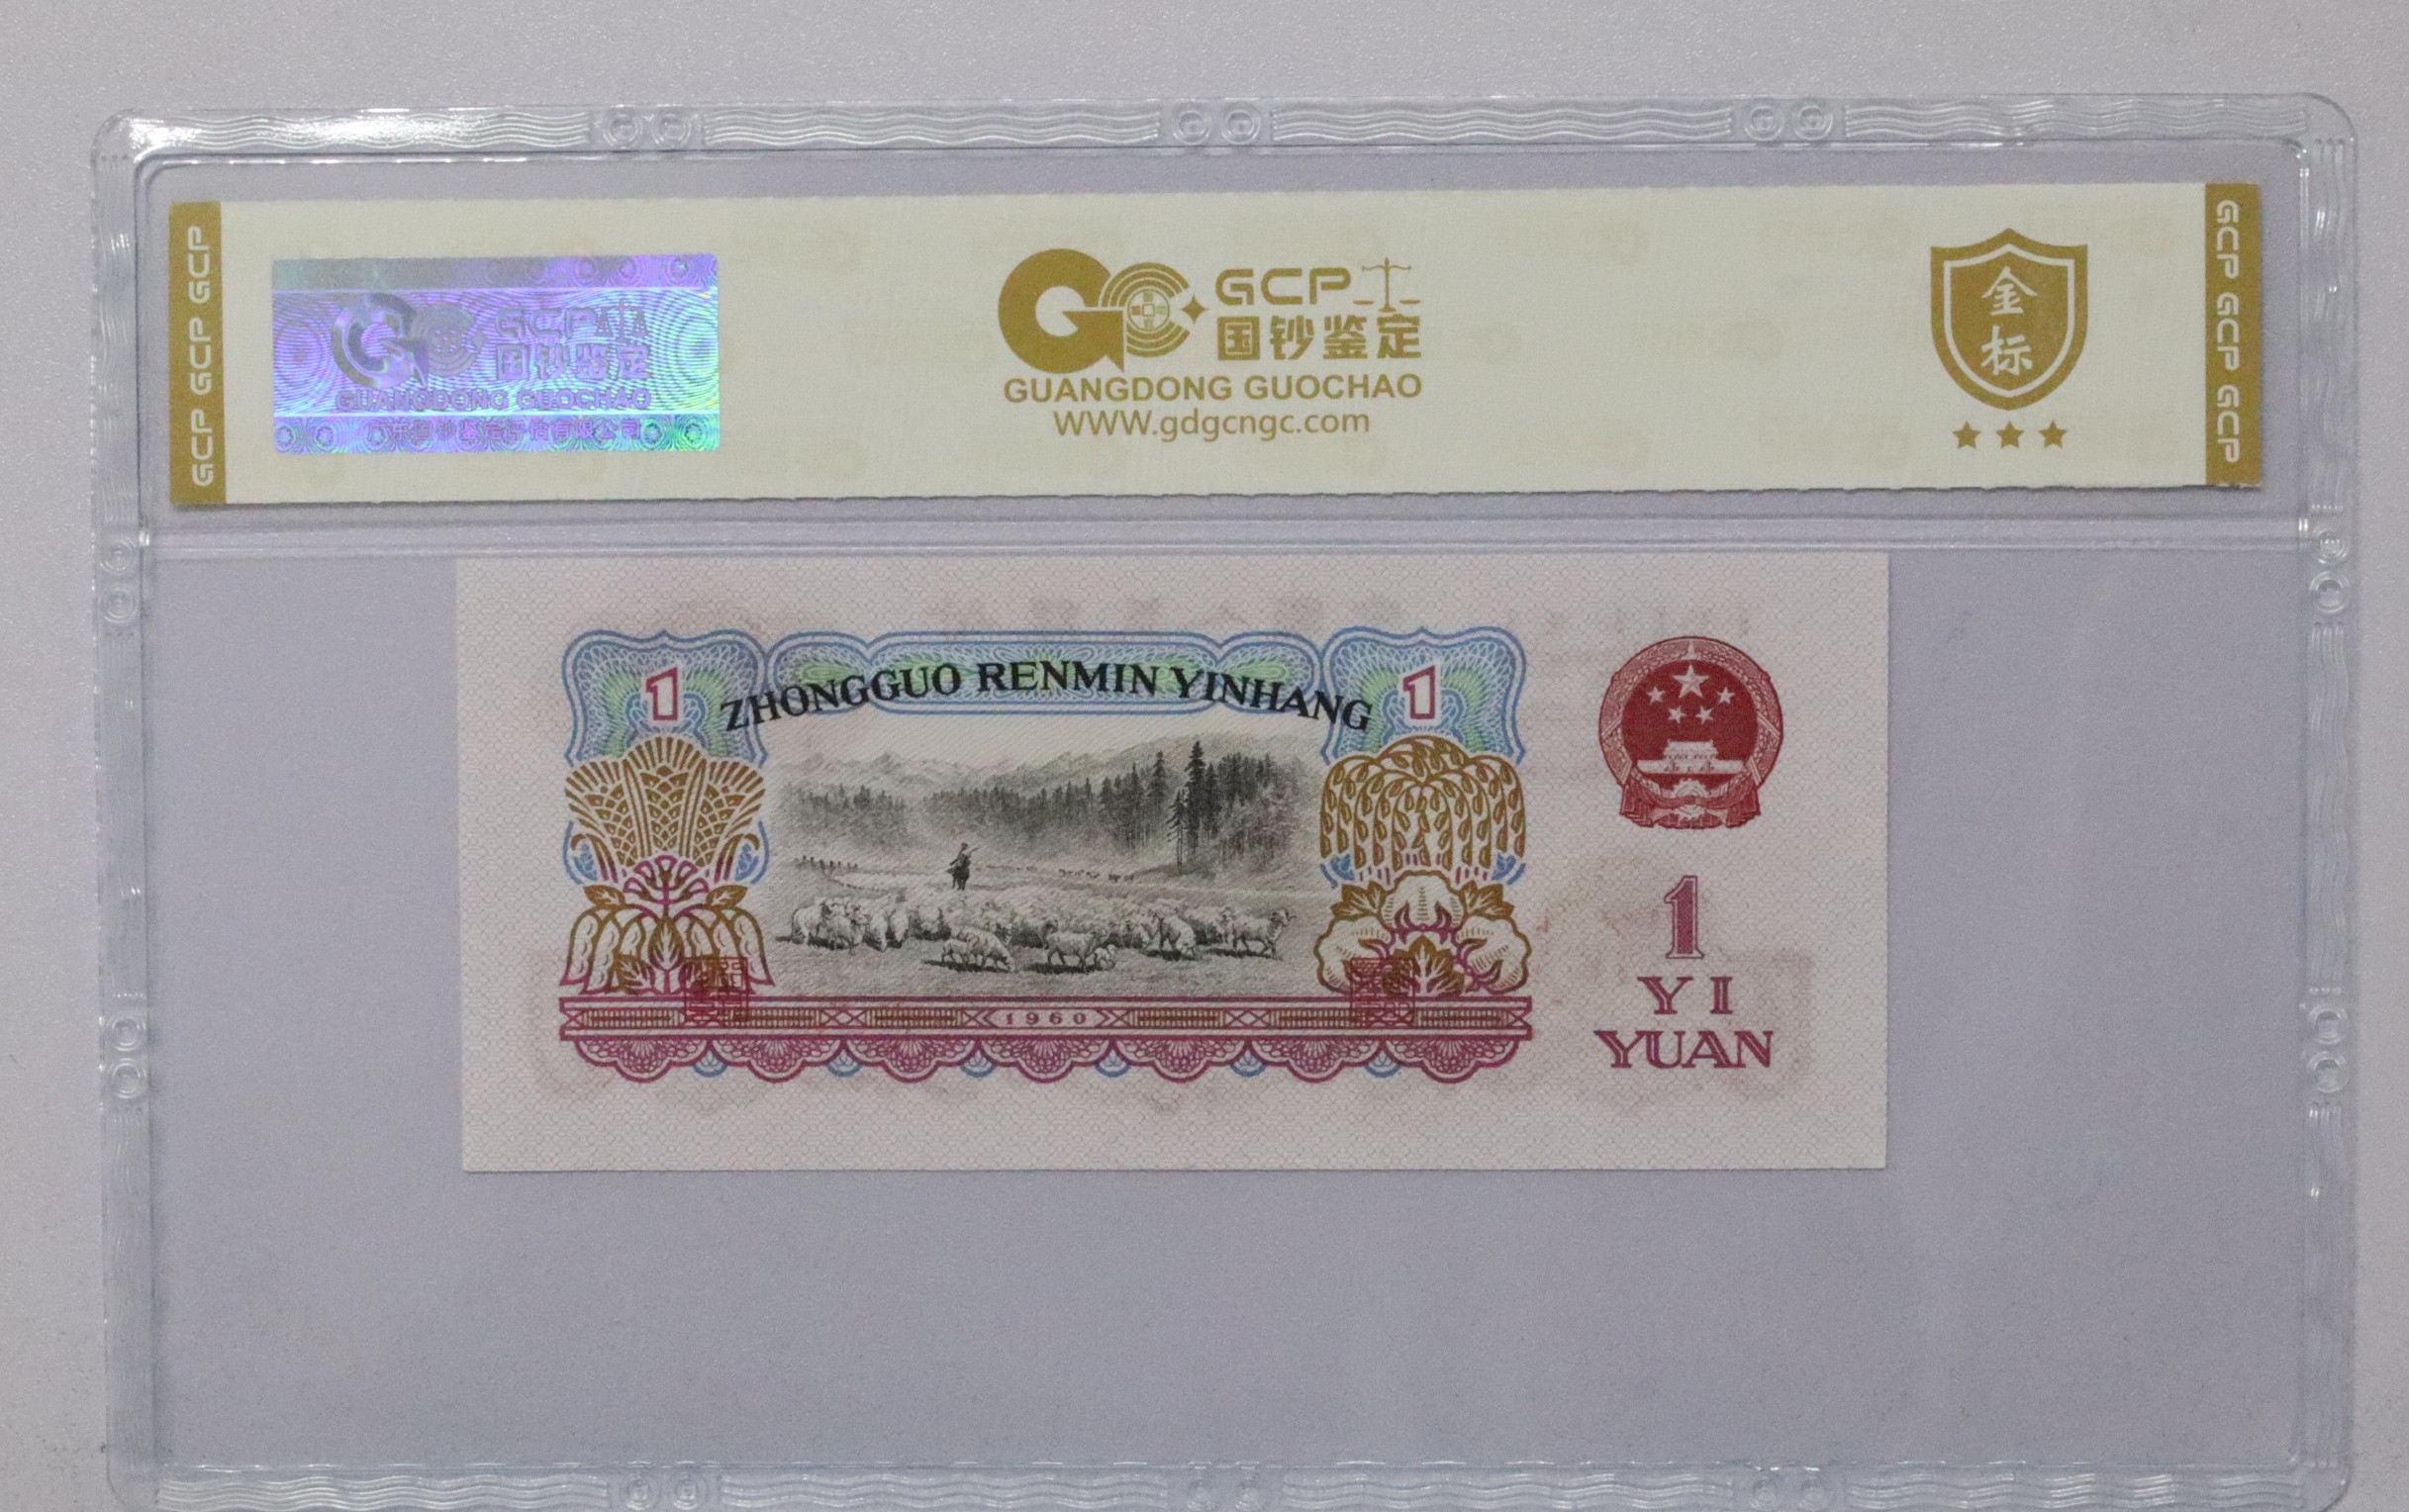 GCP GCP GCP
GCP
国钞鉴定
GUANGDONG GUOCHAO
GCP
国钞鉴定
GUANGDONG GUOCHAO
WWW.gdgcngc.com
金
标
GCP GCP GCP
1
ZHONGGUO RENMIN YINHANG
1
1960
1
YI
YUAN